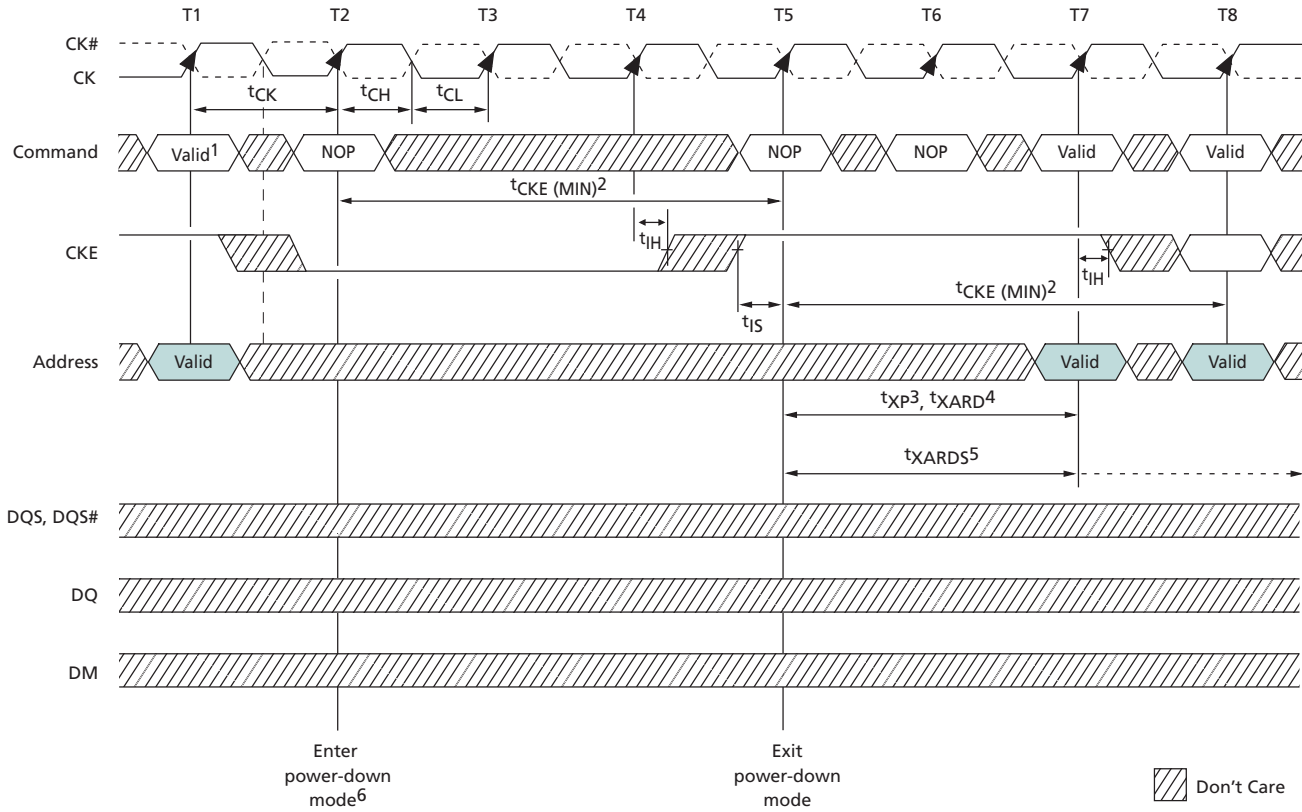 T1 T2 T3 T4 T5 T6 T7 T8
CK#
CK
tCK tCH tCL
Command Valid1 NOP NOP NOP Valid Valid
tCKE (MIN)2
CKE
tIH tIH
tCKE (MIN)2
tIS
Address Valid Valid Valid
tXP3, tXARD4
tXARDS5
DQS, DQS#
DQ
DM
Enter
power-down
mode6
Exit
power-down
mode
Don't Care